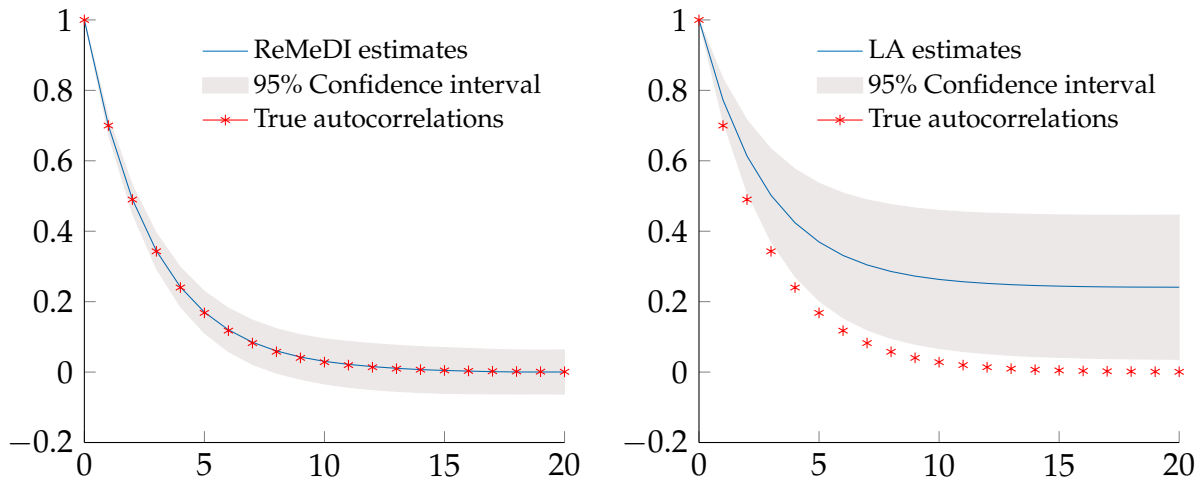 1
0.8
0.6
0.4
0.2
0
−0.2
0 5 10 15 20
ReMeDI estimates
95% Confidence interval
True autocorrelations
1
0.8
0.6
0.4
0.2
0
−0.2
0 5 10 15 20
LA estimates
95% Confidence interval
True autocorrelations